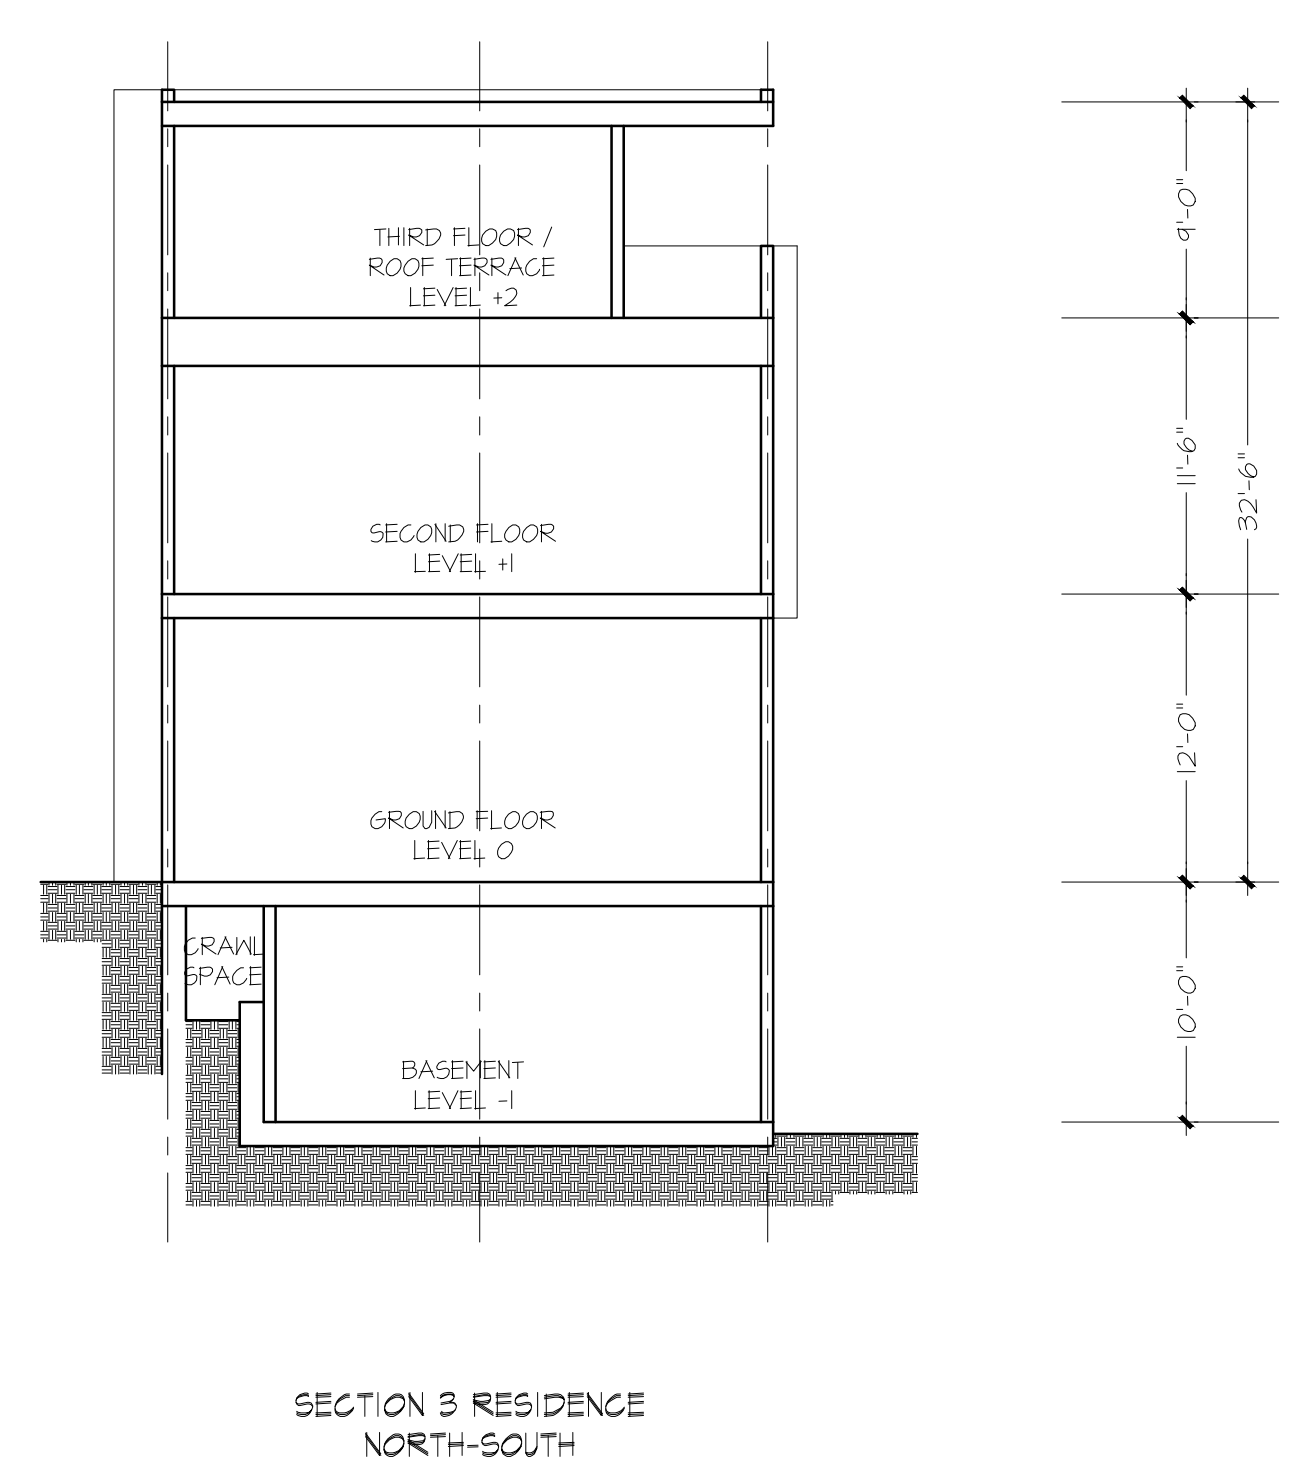 THIRD FLOOR /
ROOF TERRACE
LEVEL +2
9'-0"
SECOND FLOOR
LEVEL +1
11'-6"
32'-6"
GROUND FLOOR
LEVEL 0
12'-0"
CRAWL
SPACE
BASEMENT
LEVEL -1
10'-0"
SECTION 3 RESIDENCE
NORTH-SOUTH